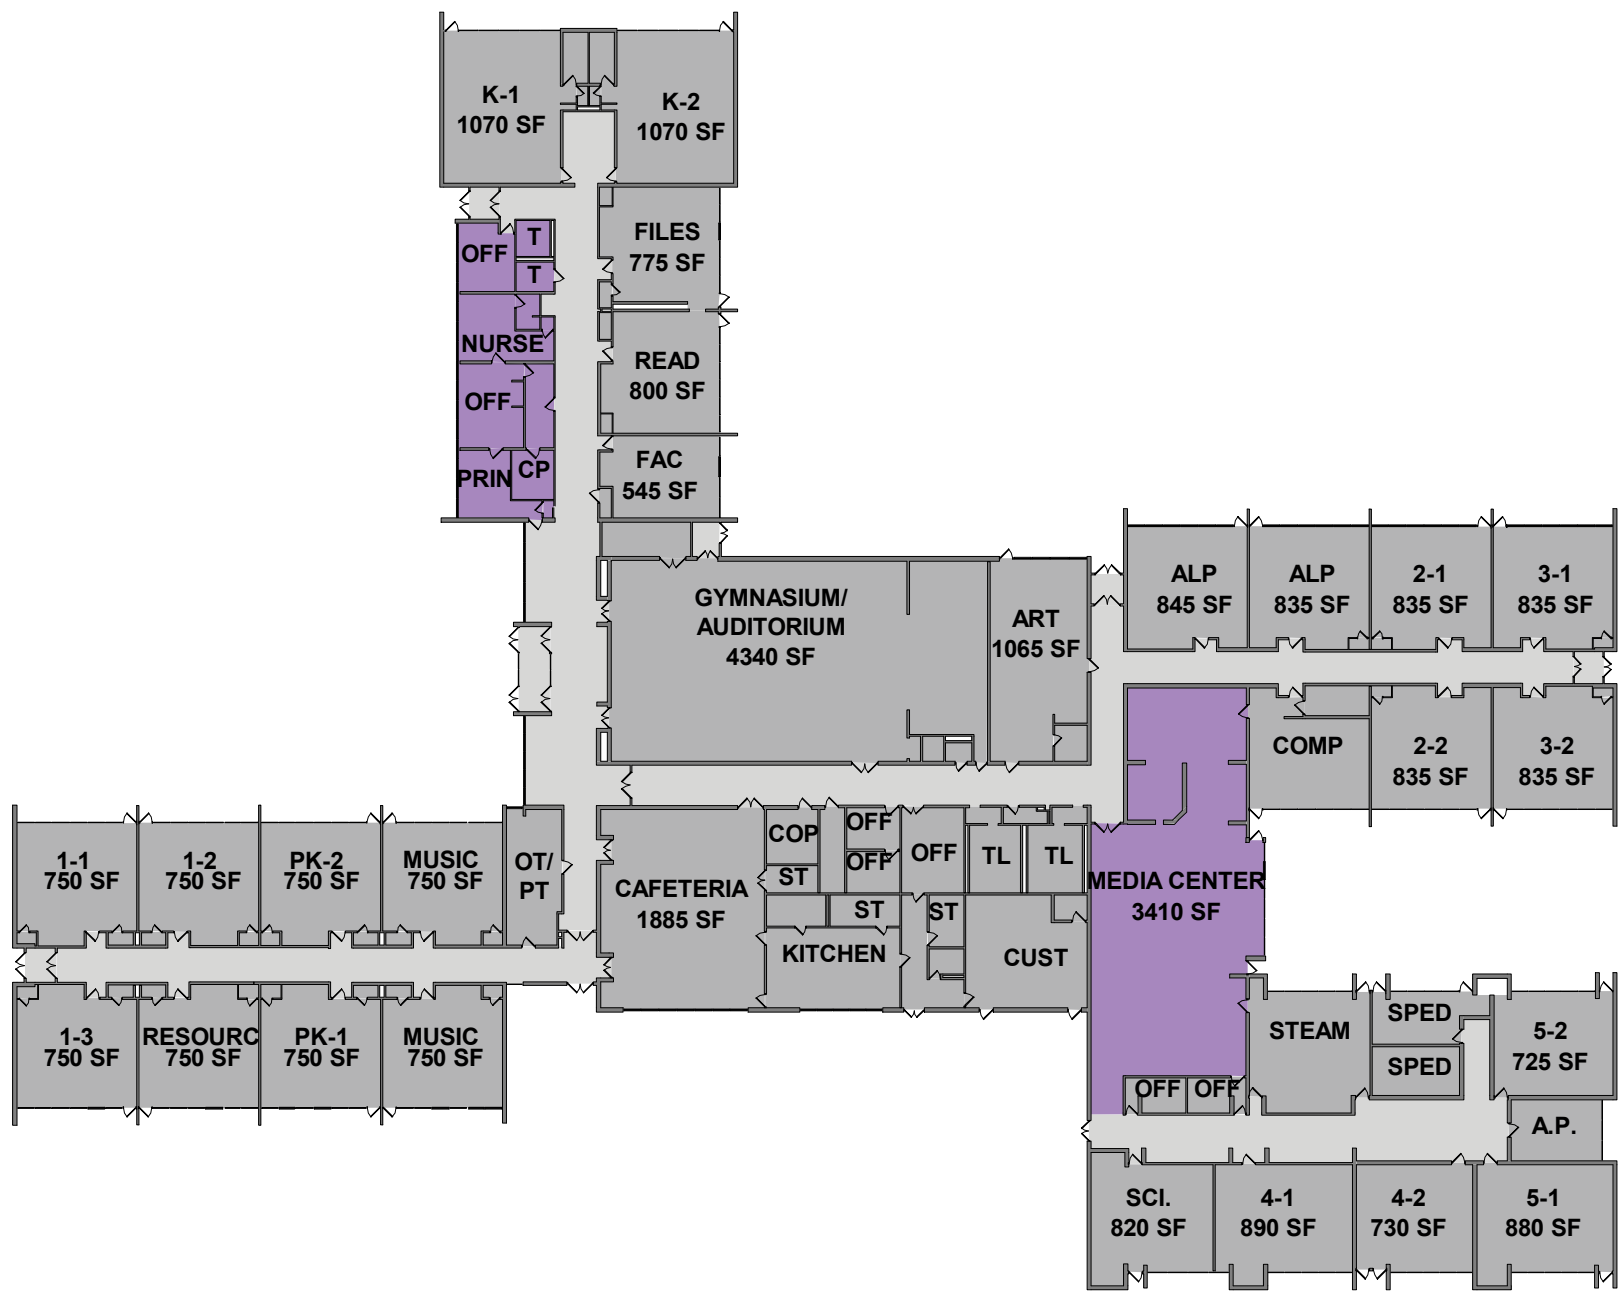 K-1
1070 SF
K-2
1070 SF
OFF
T
T
FILES
775 SF
NURSE
READ
800 SF
OFF
PRIN
CP
FAC
545 SF
GYMNASIUM/
AUDITORIUM
4340 SF
ART
1065 SF
ALP
845 SF
ALP
835 SF
2-1
835 SF
3-1
835 SF
COMP
2-2
835 SF
3-2
835 SF
1-1
750 SF
1-2
750 SF
PK-2
750 SF
MUSIC
750 SF
OT/
PT
CAFETERIA
1885 SF
COP
ST
OFF
OFF
OFF
TL
TL
ST
ST
KITCHEN
CUST
MEDIA CENTER
3410 SF
1-3
750 SF
RESOURC
750 SF
PK-1
750 SF
MUSIC
750 SF
OFF
OFF
STEAM
SPED
SPED
5-2
725 SF
A.P.
SCI.
820 SF
4-1
890 SF
4-2
730 SF
5-1
880 SF